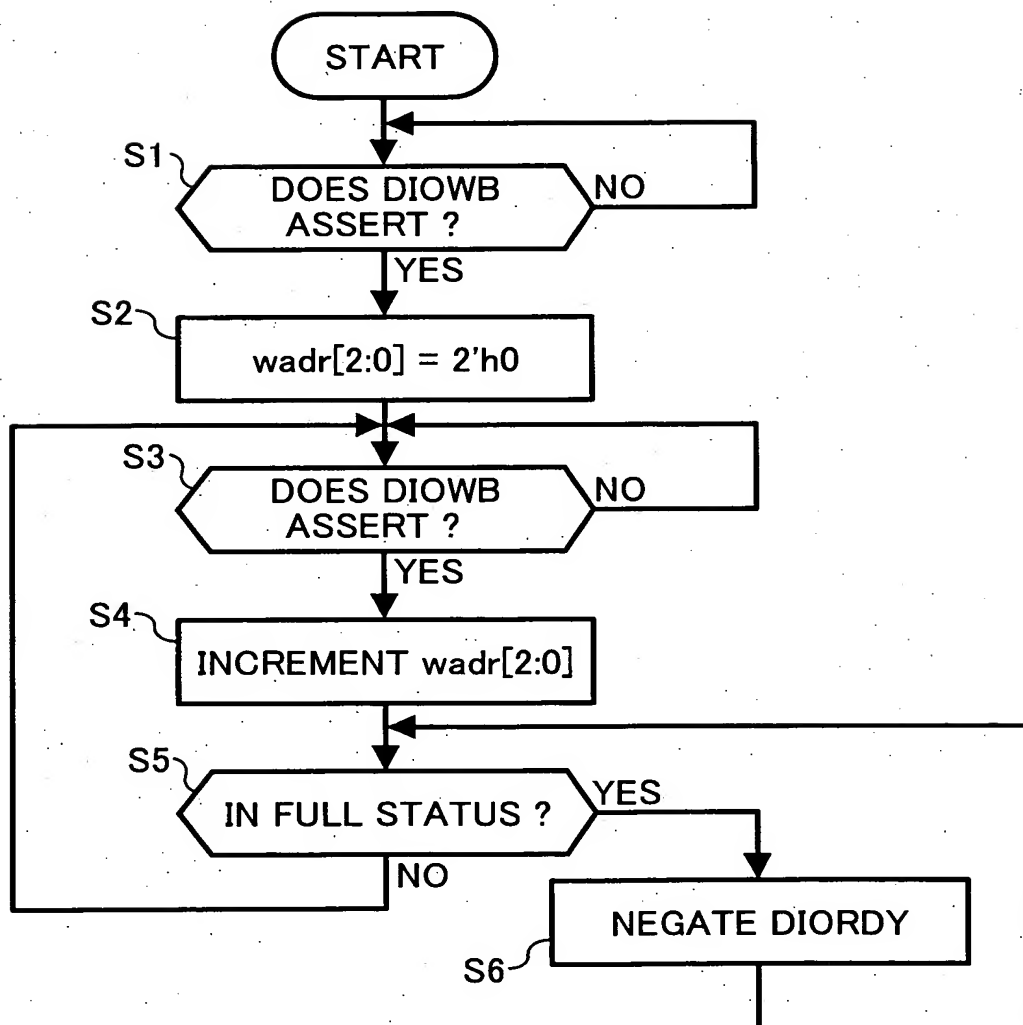 START
S1
DOES DIOWB
ASSERT ?
NO
YES
S2
wadr[2:0] = 2'h0
S3
DOES DIOWB
ASSERT ?
NO
YES
S4
INCREMENT wadr[2:0]
S5
IN FULL STATUS ?
YES
NO
NEGATE DIORDY
S6